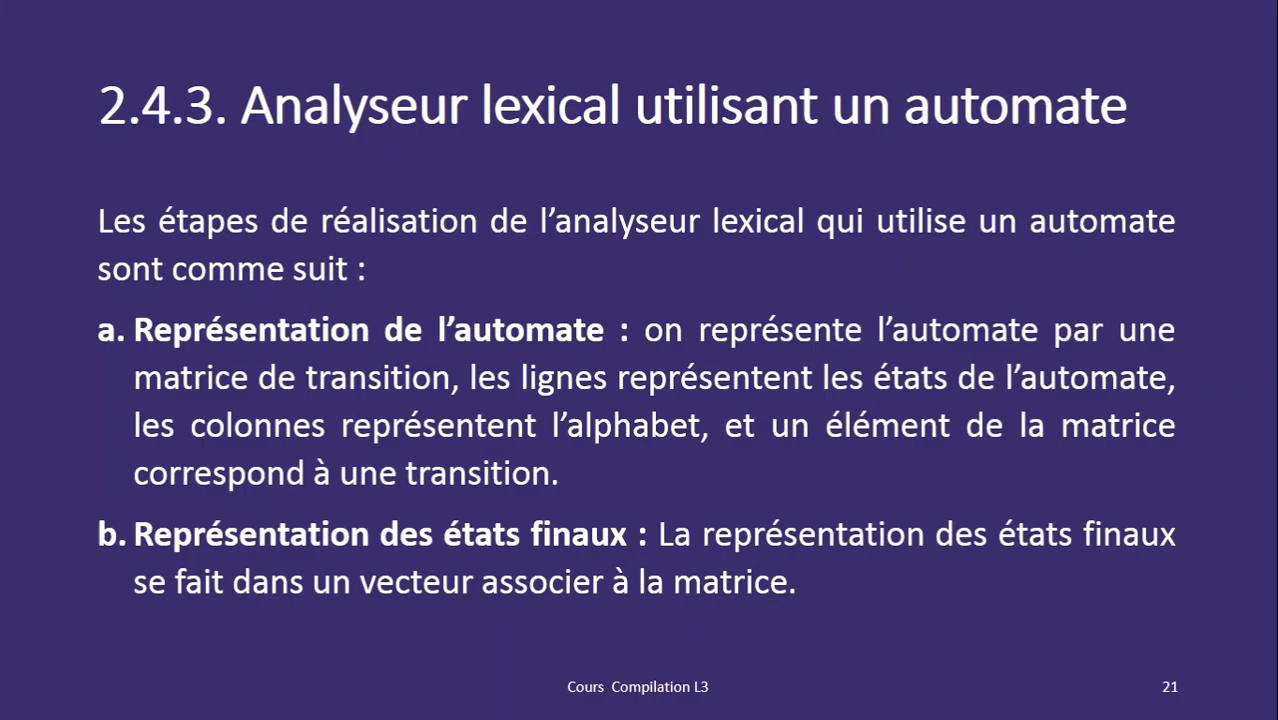 2.4.3. Analyseur lexical utilisant un automate
Les étapes de réalisation de l’analyseur lexical qui utilise un automate
sont comme suit :
a. Représentation de l’automate : on représente l’automate par une
matrice de transition, les lignes représentent les états de l’automate,
les colonnes représentent l’alphabet, et un élément de la matrice
correspond à une transition.
b. Représentation des états finaux : La représentation des états finaux
se fait dans un vecteur associer à la matrice.
Cours Compilation L3
21